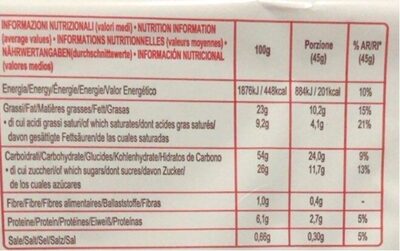 INFORMAZIONI NUTRIZIONALI (valori medi) • NUTRITION INFORMATION
(average values) • INFORMATIONS NUTRITIONNELLES (valeurs moyennes) •
NÄHRWERTANGABEN(durchschnittewerte) • INFORMACIÓN NUTRICIONAL
(valores medios)
100g
Porzione
(45g)
% AR/RI*
(45g)
Energia/Energy/Énergie/Energie/Valor Energético 1876kJ / 448kcal 884kJ / 201kcal 10%
Grassi/Fat/Matières grasses/Fett/Grasas 23g 10,2g 15%
• di cui acidi grassi saturi/of which saturates/dont acides gras saturés/ 9,2g 4,1g 21%
davon gesättigte Fettsäuren/de las cuales saturadas
Carboidrati/Carbohydrate/Glucides/Kohlenhydrate/Hidratos de Carbono 54g 24,0g 9%
• di cui zuccheri/of which sugars/dont sucres/davon Zucker/ 26g 11,7g 13%
de los cuales azúcares
Fibre/Fibre/Fibres alimentaires/Ballaststoffe/Fibras 1,0g 0,4g -
Proteine/Protein/Protéines/Eiweiß/Proteínas 6,1g 2,7g 5%
Sale/Salt/Sel/Salz/Sal 0,66g 0,30g 5%